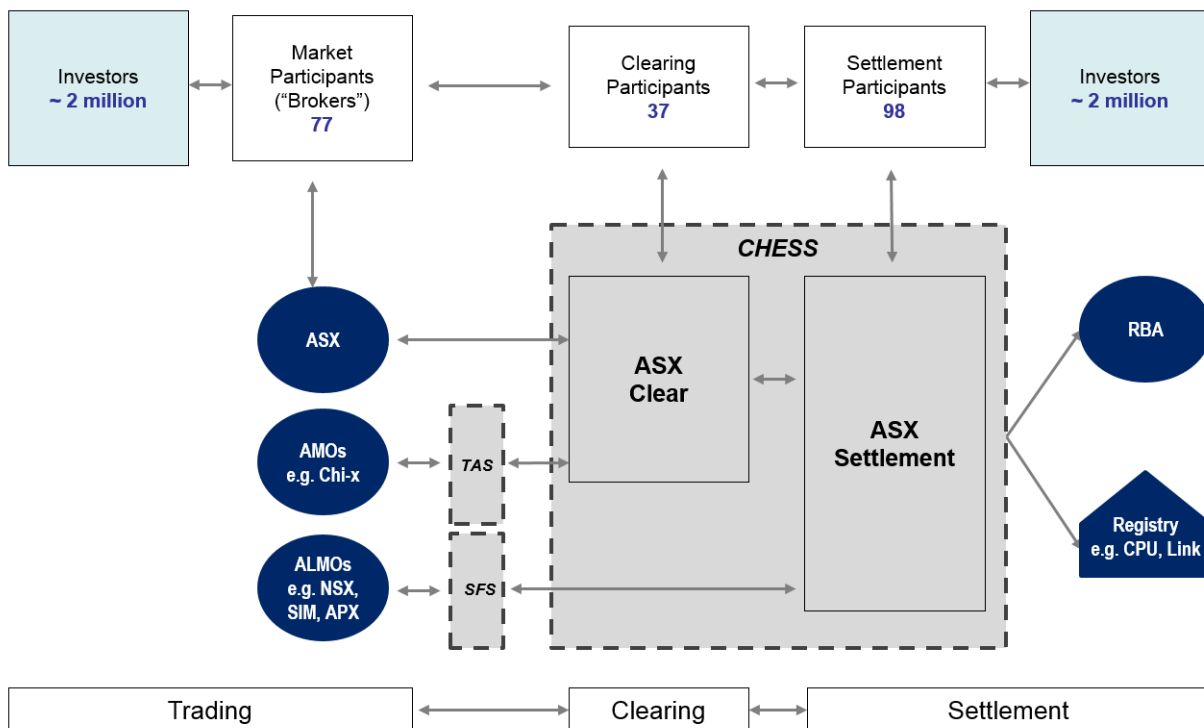 Investors
~ 2 million
Market
Participants
(“Brokers”)
77
Clearing
Participants
37
Settlement
Participants
98
Investors
~ 2 million
CHESS
ASX
ASX
Clear
ASX
Settlement
RBA
AMOs
e.g. Chi-x
TAS
ALMOs
e.g. NSX,
SIM, APX
SFS
Registry
e.g. CPU, Link
Trading
Clearing
Settlement